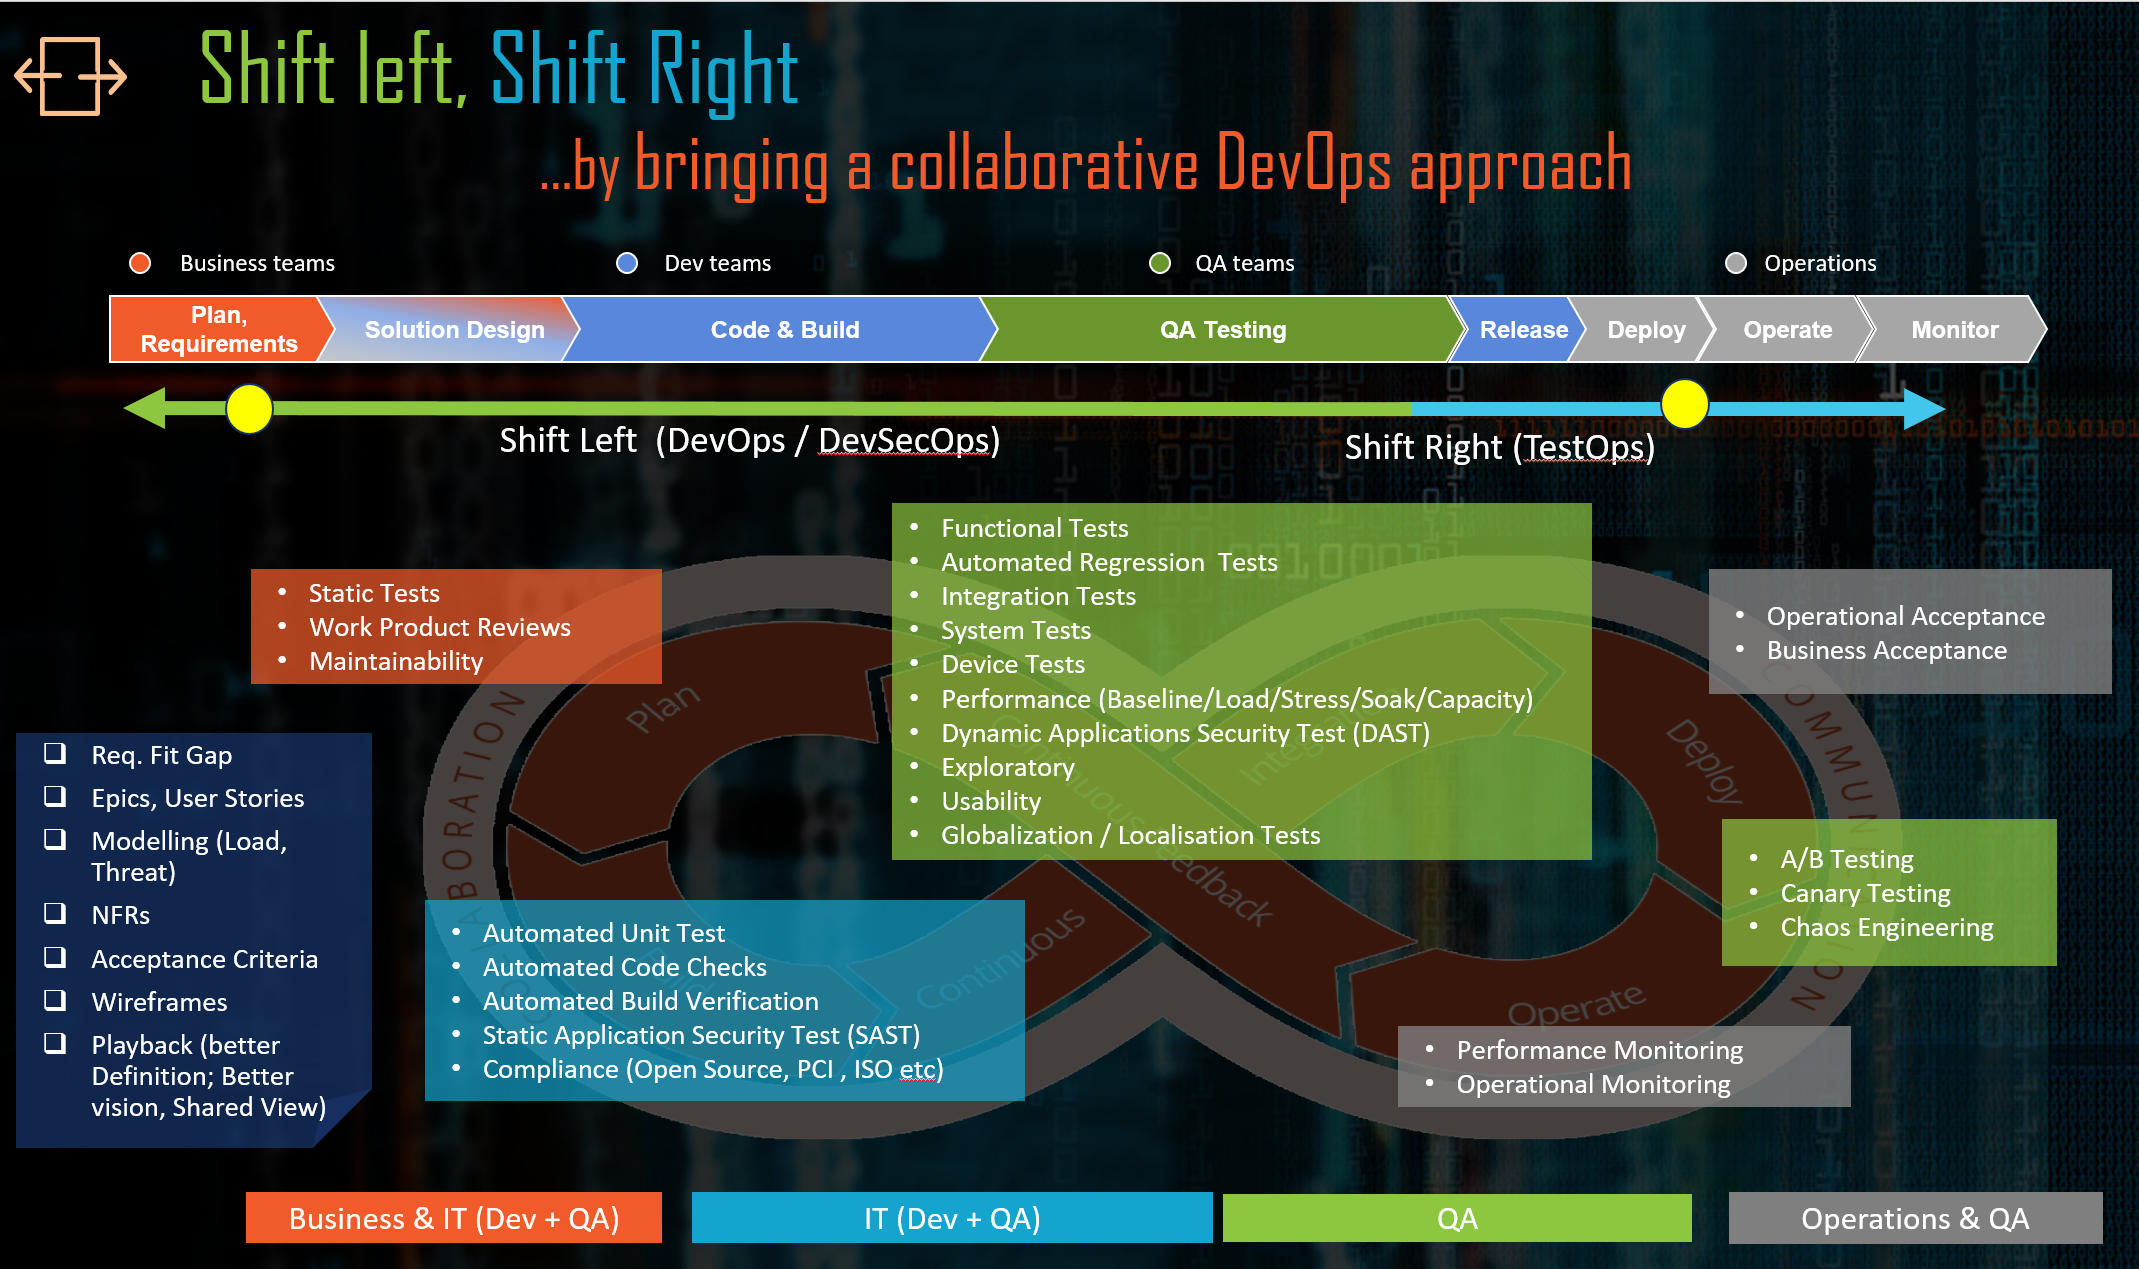 Shift left, Shift Right
...by bringing a collaborative DevOps approach
Business teams
Dev teams
QA teams
Operations
Plan,
Requirements
Solution Design
Code & Build
QA Testing
Release
Deploy
Operate
Monitor
Shift Left (DevOps / DevSecOps)
Shift Right (TestOps)
• Static Tests
• Work Product Reviews
• Maintainability
• Functional Tests
• Automated Regression Tests
• Integration Tests
• System Tests
• Device Tests
• Performance (Baseline/Load/Stress/Soak/Capacity)
• Dynamic Applications Security Test (DAST)
• Exploratory
• Usability
• Globalization / Localisation Tests
• Operational Acceptance
• Business Acceptance
❑ Req. Fit Gap
❑ Epics, User Stories
❑ Modelling (Load,
Threat)
❑ NFRs
❑ Acceptance Criteria
❑ Wireframes
❑ Playback (better
Definition; Better
vision, Shared View)
• Automated Unit Test
• Automated Code Checks
• Automated Build Verification
• Static Application Security Test (SAST)
• Compliance (Open Source, PCI , ISO etc)
• A/B Testing
• Canary Testing
• Chaos Engineering
• Performance Monitoring
• Operational Monitoring
Plan
Continuous
Deploy
Operate
Business & IT (Dev + QA)
IT (Dev + QA)
QA
Operations & QA